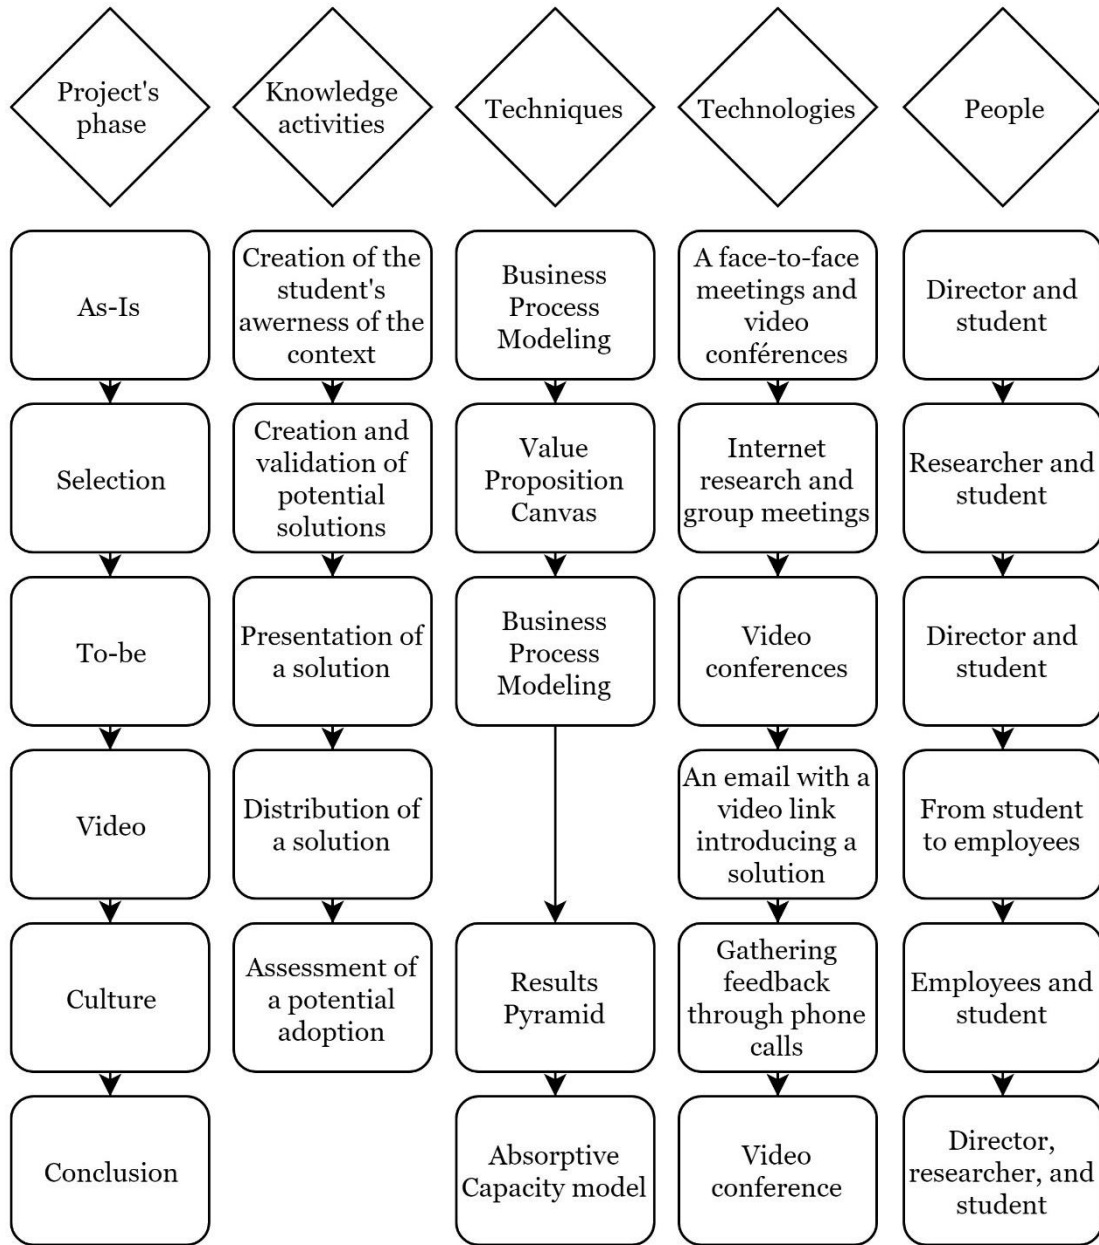 Project's
phase
Knowledge
activities
Techniques
Technologies
People
As-Is
Creation of the
student's
awerness of the
context
Business
Process
Modeling
A face-to-face
meetings and
video
conférences
Director and
student
Selection
Creation and
validation of
potential
solutions
Value
Proposition
Canvas
Internet
research and
group meetings
Researcher and
student
To-be
Presentation of
a solution
Business
Process
Modeling
Video
conferences
Director and
student
Video
Distribution of
a solution
An email with a
video link
introducing a
solution
From student
to employees
Culture
Assessment of
a potential
adoption
Results
Pyramid
Gathering
feedback
through phone
calls
Employees and
student
Conclusion
Absorptive
Capacity model
Video
conference
Director,
researcher, and
student